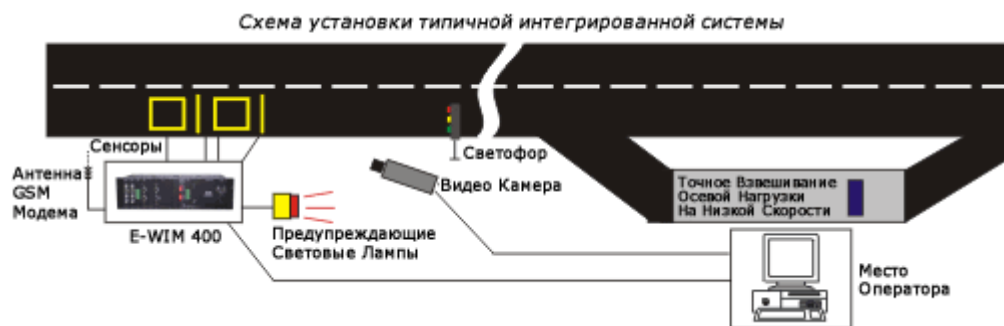 Схема установки типичной интегрированной системы
Сенсоры
Антенна
GSM
Модема
E-WIM 400
Предупреждающие
Световые Лампы
Светофор
Видео Камера
Точное Взвешивание
Осевой Нагрузки
На Низкой Скорости
Место
Оператора